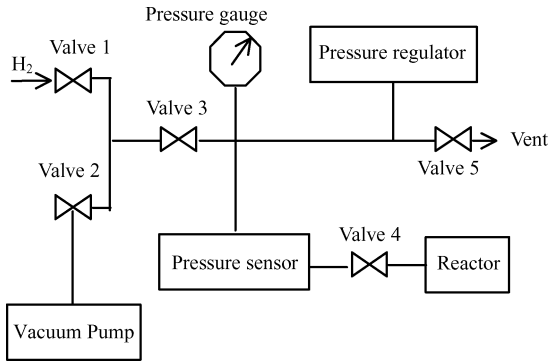 Pressure gauge
Valve 1
H₂
Pressure regulator
Valve 3
Vent
Valve 5
Valve 2
Valve 4
Pressure sensor
Reactor
Vacuum Pump